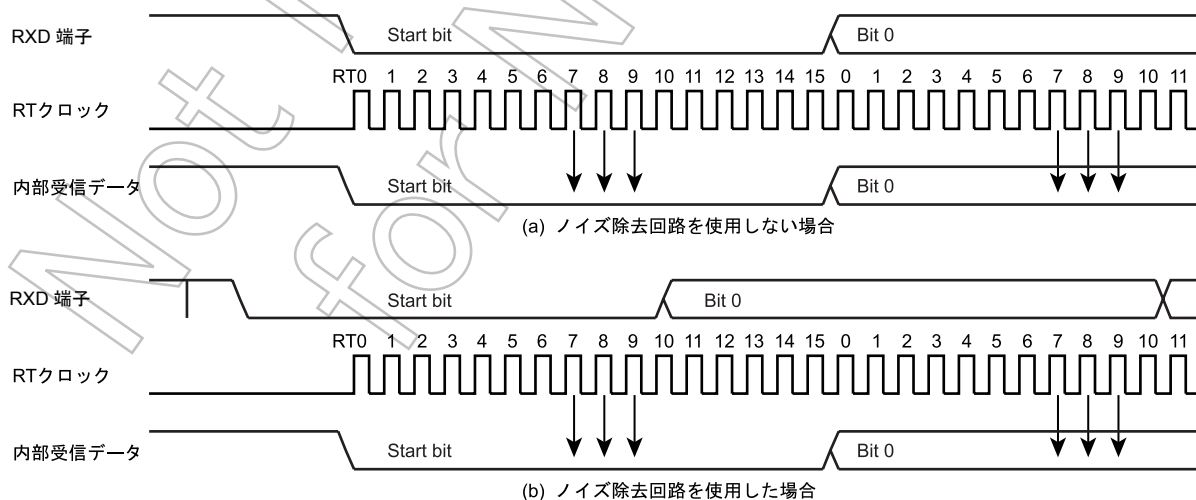 RXD 端子 Start bit Bit 0
RT0 1 2 3 4 5 6 7 8 9 10 11 12 13 14 15 0 1 2 3 4 5 6 7 8 9 10 11
RTクロック
内部受信データ Start bit Bit 0
(a) ノイズ除去回路を使用しない場合
RXD 端子 Start bit Bit 0
RT0 1 2 3 4 5 6 7 8 9 10 11 12 13 14 15 0 1 2 3 4 5 6 7 8 9 10 11
RTクロック
内部受信データ Start bit Bit 0
(b) ノイズ除去回路を使用した場合
Not
for N